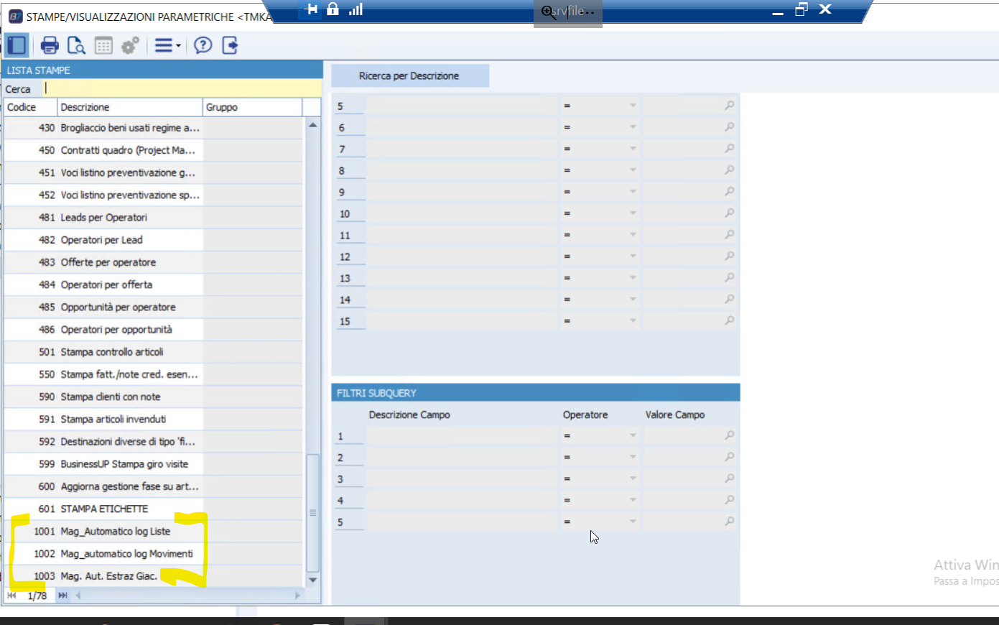 STAMPE/VISUALIZZAZIONI PARAMETRICHE <TMKA
srvfile
LISTA STAMPE
Cerca
Codice Descrizione Gruppo
430 Brogliaccio beni usati regime a...
450 Contratti quadro (Project Ma...
451 Voci listino preventivazione g...
452 Voci listino preventivazione sp...
481 Leads per Operatori
482 Operatori per Lead
483 Offerte per operatore
484 Operatori per offerta
485 Opportunità per operatore
486 Operatori per opportunità
501 Stampa controllo articoli
550 Stampa fatt./note cred. esen...
590 Stampa clienti con note
591 Stampa articoli invenduti
592 Destinazioni diverse di tipo 'fi...
599 BusinessUP Stampa giro visite
600 Aggiorna gestione fase su art...
601 STAMPA ETICHETTE
1001 Mag_Automatico log Liste
1002 Mag_automatico log Movimenti
1003 Mag. Aut. Estraz Giac.
1/78
Ricerca per Descrizione
5 =
6 =
7 =
8 =
9 =
10 =
11 =
12 =
13 =
14 =
15 =
FILTRI SUBQUERY
Descrizione Campo Operatore Valore Campo
1 =
2 =
3 =
4 =
5 =
Attiva Win
Passa a Impos